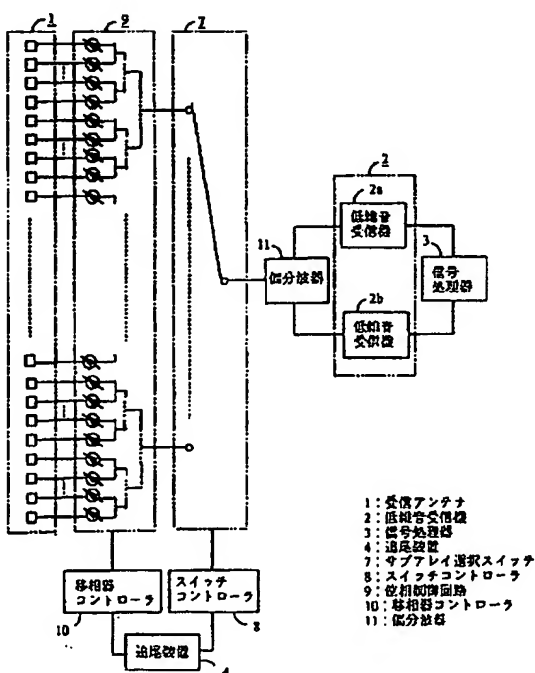 1
9
7
2
2a
低雑音
受信器
11
偏分波器
3
信号
処理器
2b
低雑音
受信機
移相器
コントローラ
10
スイッチ
コントローラ
8
追尾装置
4
1:受信アンテナ
2:低雑音受信機
3:信号処理器
4:追尾装置
7:サブアレイ選択スイッチ
8:スイッチコントローラ
9:位相制御回路
10:移相器コントローラ
11:偏分波器